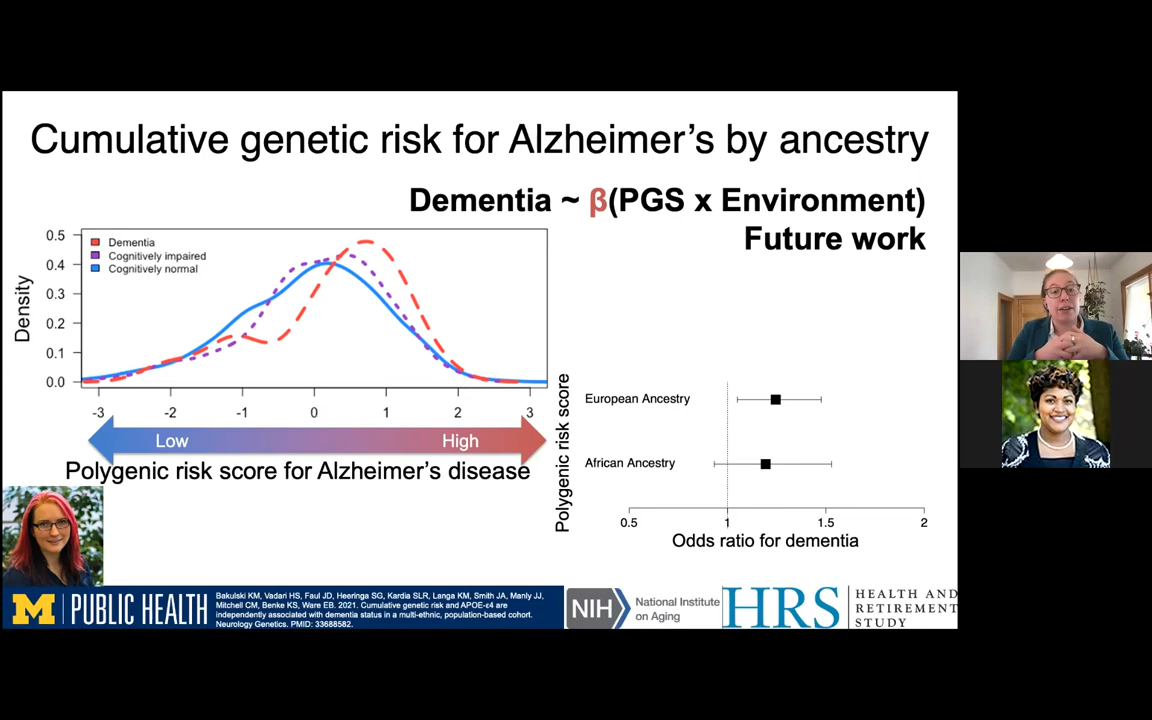 Cumulative genetic risk for Alzheimer's by ancestry
Dementia ~ β(PGS x Environment)
Future work
Density
0.5
0.4
0.3
0.2
0.1
0.0
Dementia
Cognitively impaired
Cognitively normal
-3 -2 -1 0 1 2 3
Low High
Polygenic risk score for Alzheimer's disease
Polygenic risk score
European Ancestry
African Ancestry
0.5 1 1.5 2
Odds ratio for dementia
M PUBLIC HEALTH
Bakulski KM, Vadari HS, Faul JD, Heeringa SG, Kardia SLR, Langa KM, Smith JA, Manly JJ,
Mitchell CM, Benke KS, Ware EB. 2021. Cumulative genetic risk and APOE-ε4 are
independently associated with dementia status in a multi-ethnic, population-based cohort.
Neurology Genetics. PMID: 33688582.
NIH
National Institute
on Aging
HRS
HEALTH AND
RETIREMENT
STUDY